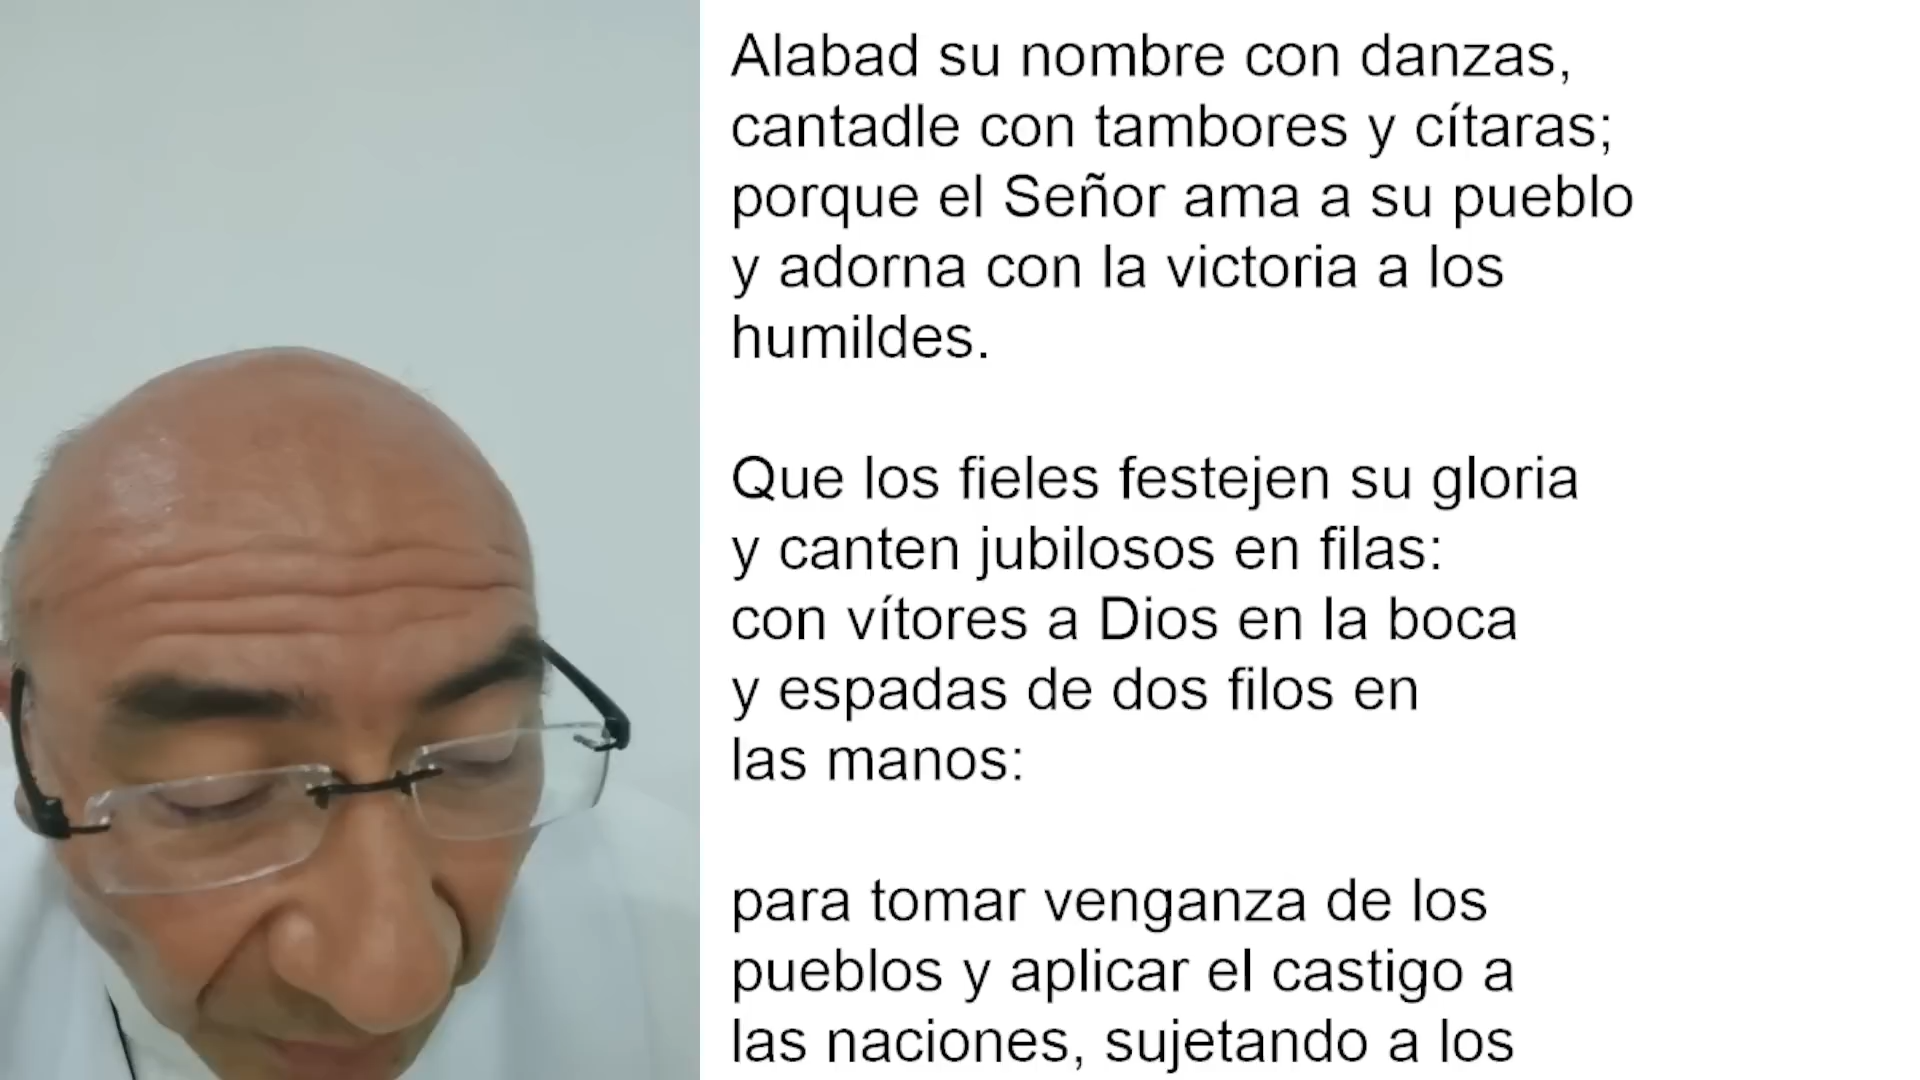 Alabad su nombre con danzas,
cantadle con tambores y cítaras;
porque el Señor ama a su pueblo
y adorna con la victoria a los
humildes.
Que los fieles festejen su gloria
y canten jubilosos en filas:
con vítores a Dios en la boca
y espadas de dos filos en
las manos:
para tomar venganza de los
pueblos y aplicar el castigo a
las naciones, sujetando a los